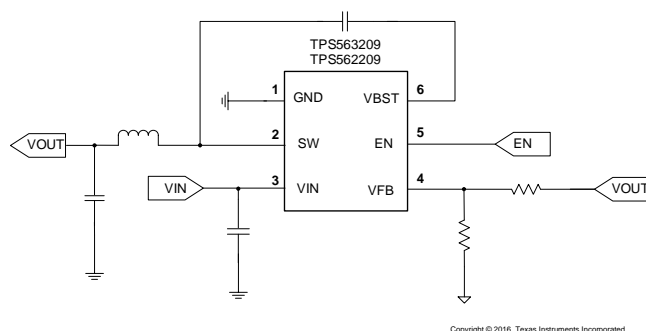 TPS563209
TPS562209
1 GND VBST 6
VOUT 2 SW EN 5 EN
VIN 3 VIN VFB 4 VOUT
Copyright © 2016, Texas Instruments Incorporated